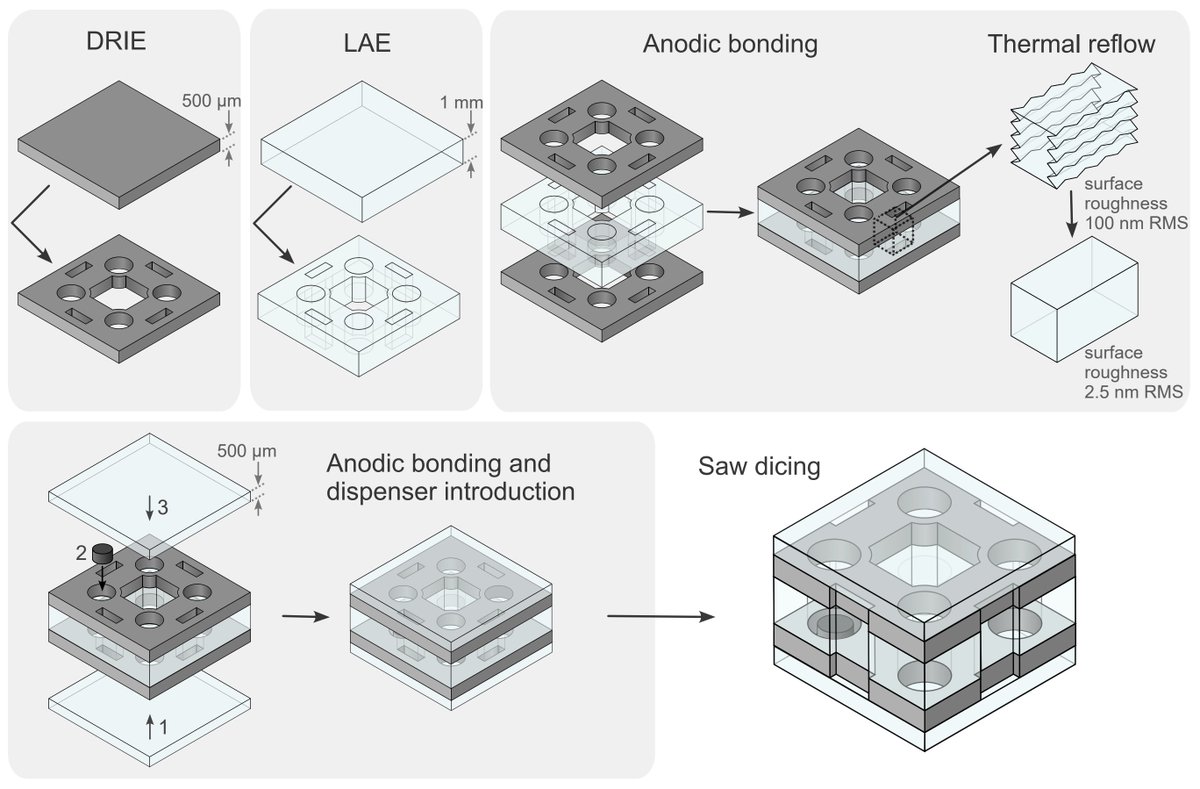 DRIE
500 µm
LAE
1 mm
Anodic bonding
Thermal reflow
surface
roughness
100 nm RMS
surface
roughness
2.5 nm RMS
500 µm
3
2
1
Anodic bonding and
dispenser introduction
Saw dicing